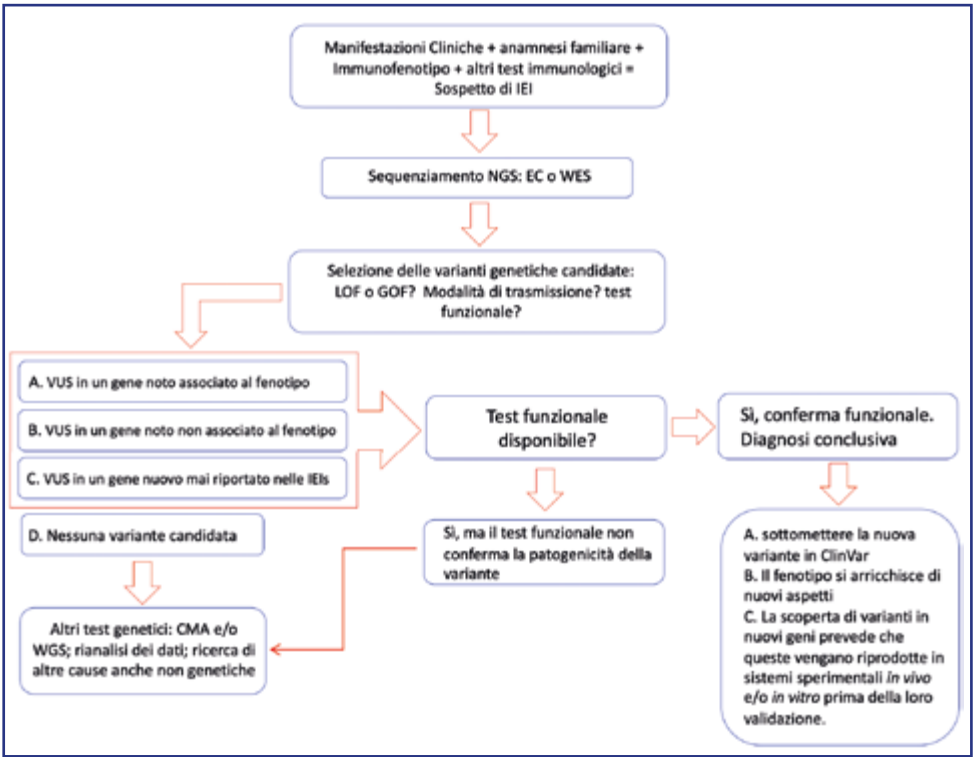 Manifestazioni Cliniche + anamnesi familiare +
Immunofenotipo + altri test immunologici =
Sospetto di IEI
Sequenziamento NGS: EC o WES
Selezione delle varianti genetiche candidate:
LOF o GOF? Modalità di trasmissione? test
funzionale?
A. VUS in un gene noto associato al fenotipo
B. VUS in un gene noto non associato al fenotipo
C. VUS in un gene nuovo mai riportato nelle IEIs
D. Nessuna variante candidata
Altri test genetici: CMA e/o
WGS; rianalisi dei dati; ricerca di
altre cause anche non genetiche
Test funzionale
disponibile?
Sì, ma il test funzionale non
conferma la patogenicità della
variante
Sì, conferma funzionale.
Diagnosi conclusiva
A. sottomettere la nuova
variante in ClinVar
B. Il fenotipo si arricchisce di
nuovi aspetti
C. La scoperta di varianti in
nuovi geni prevede che
queste vengano riprodotte in
sistemi sperimentali in vivo
e/o in vitro prima della loro
validazione.